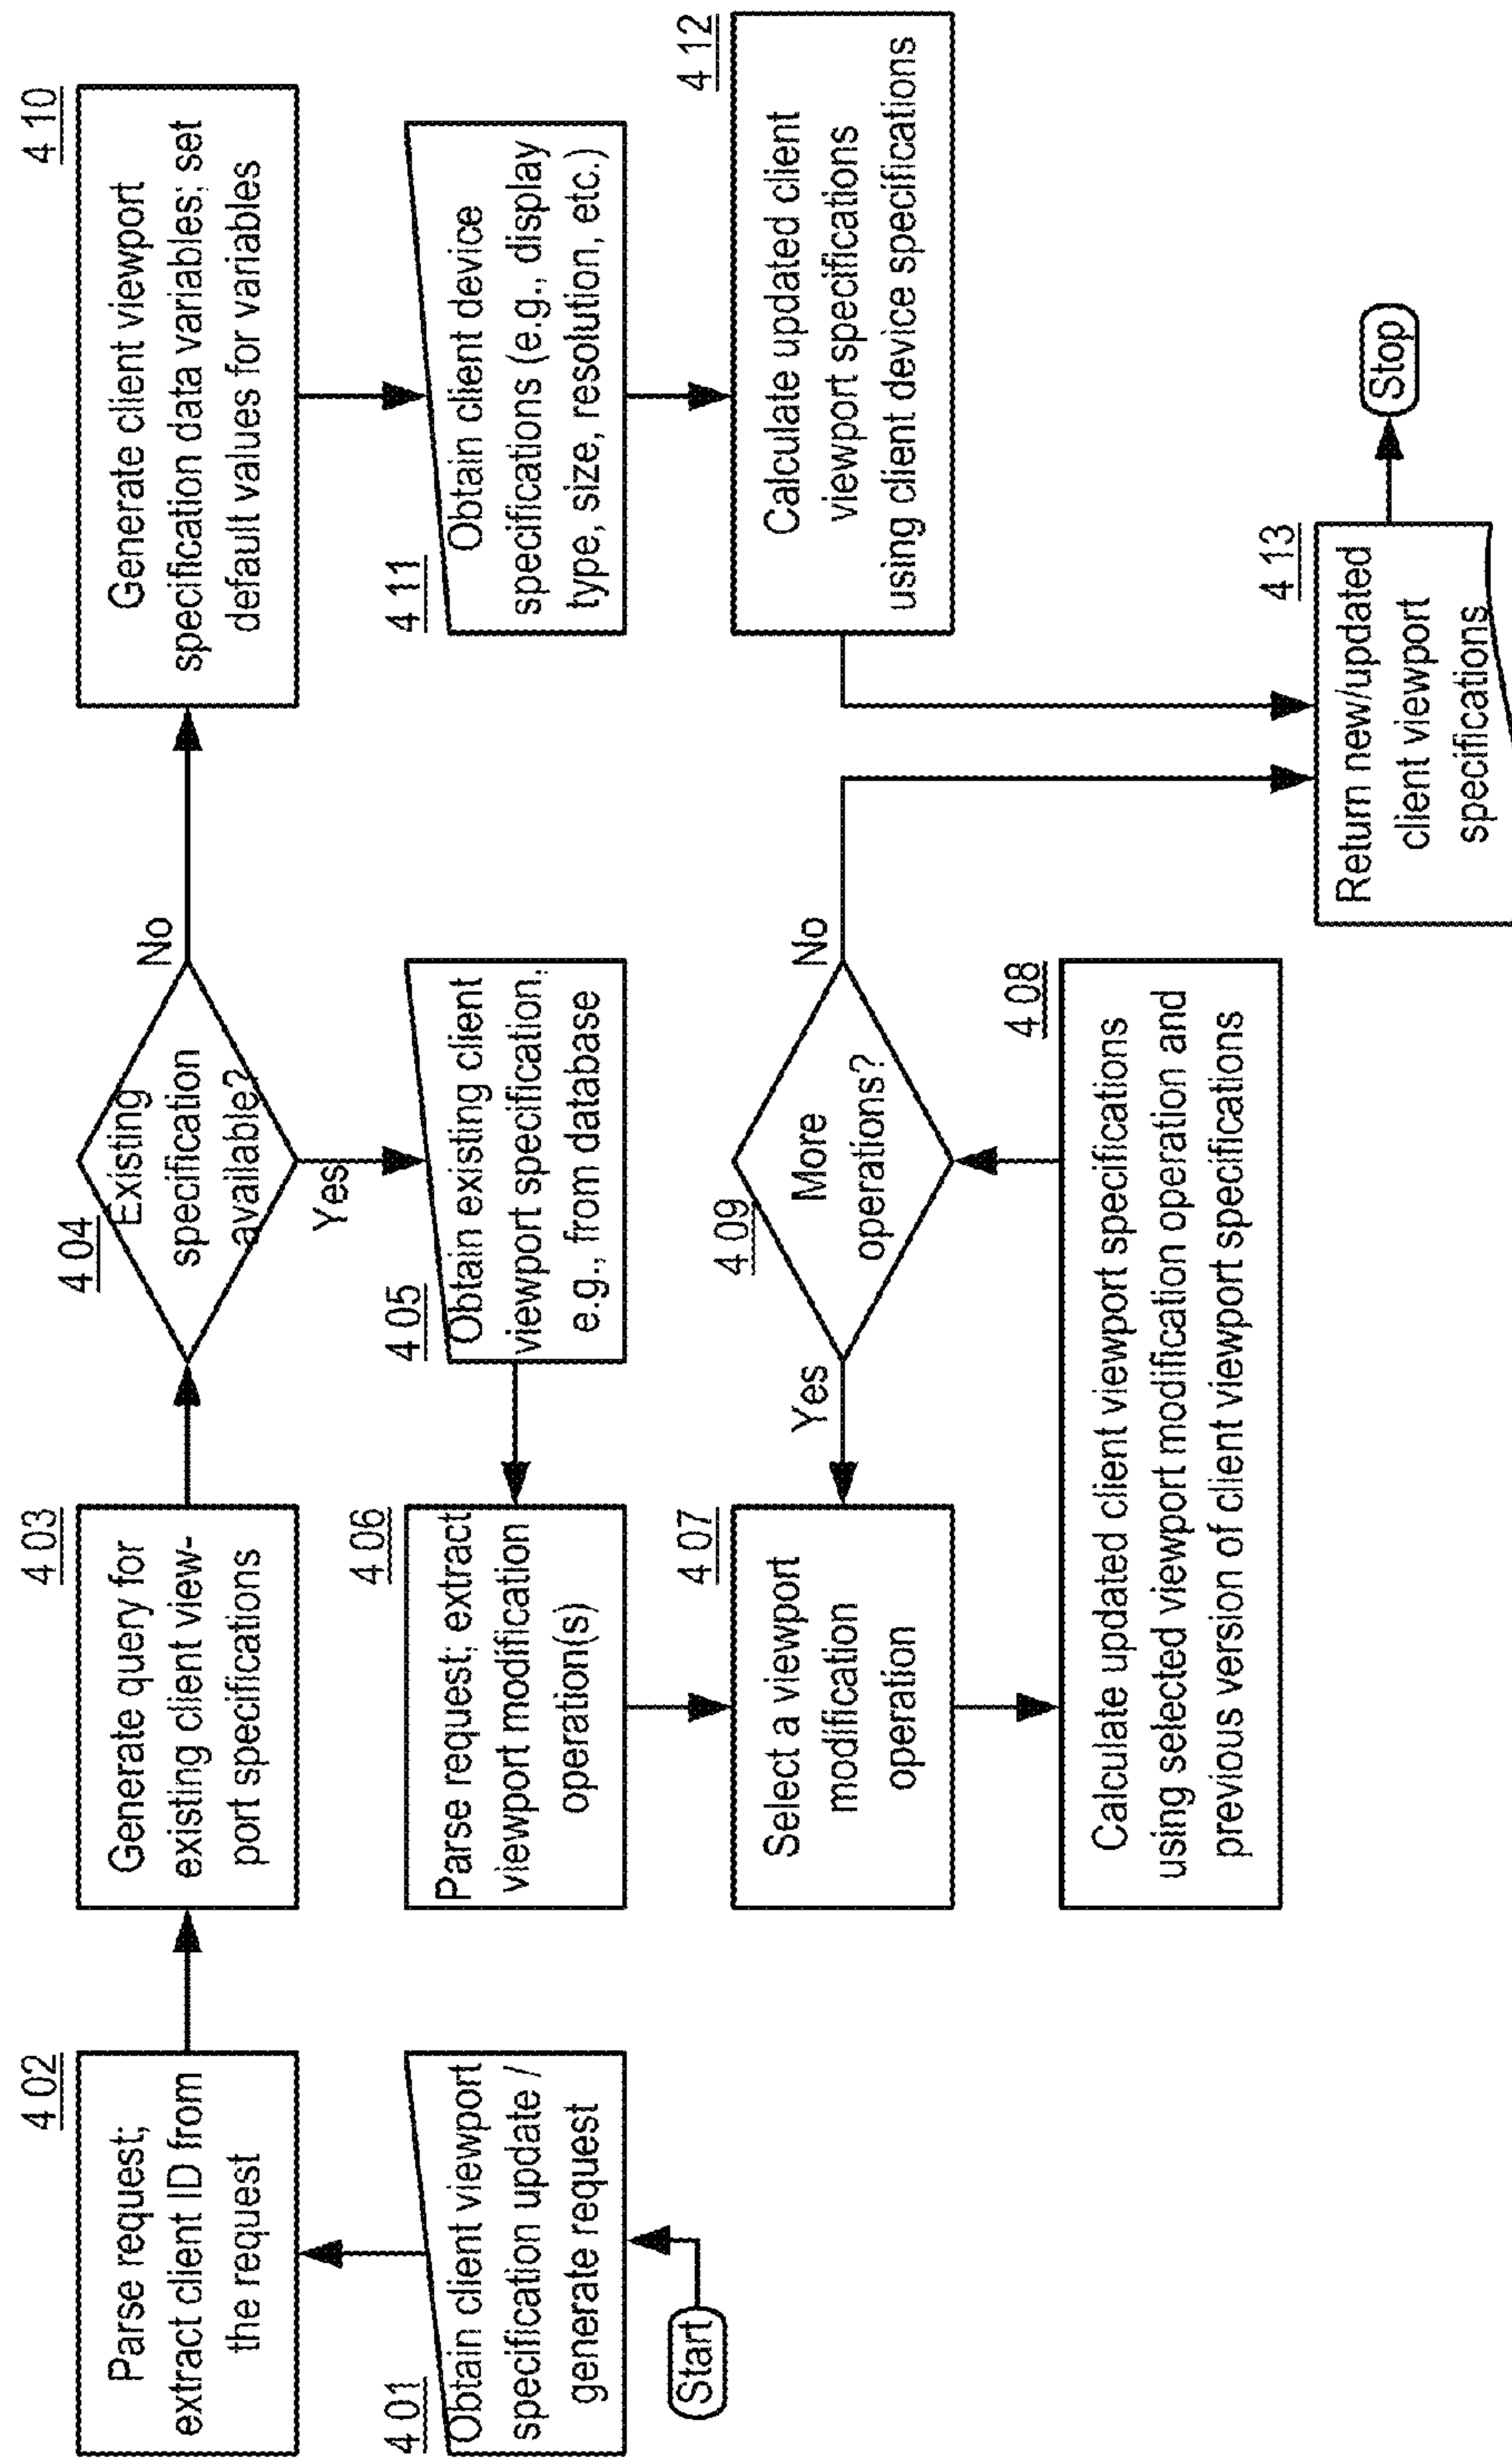 Start
4 01
Obtain client viewport
specification update /
generate request
4 02
Parse request;
extract client ID from
the request
4 03
Generate query for
existing client view-
port specifications
4 04
Existing
specification
available?
Yes
No
4 05
Obtain existing client
viewport specification,
e.g., from database
4 06
Parse request; extract
viewport modification
operation(s)
4 07
Select a viewport
modification
operation
4 08
Calculate updated client viewport specifications
using selected viewport modification operation and
previous version of client viewport specifications
4 09
More
operations?
Yes
No
4 10
Generate client viewport
specification data variables; set
default values for variables
4 11
Obtain client device
specifications (e.g., display
type, size, resolution, etc.)
4 12
Calculate updated client
viewport specifications
using client device specifications
4 13
Return new/updated
client viewport
specifications
Stop